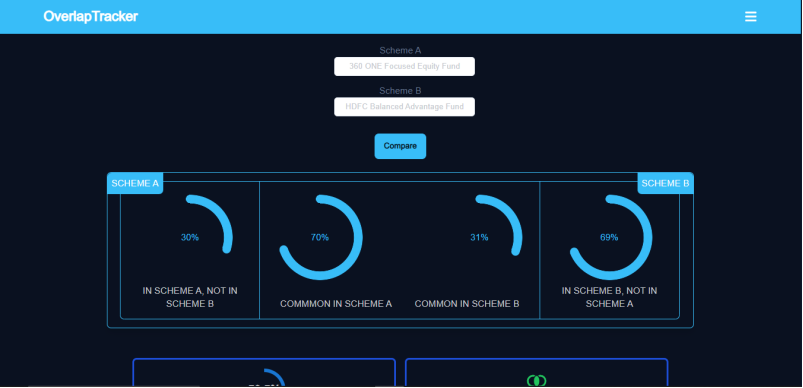 OverlapTracker
Scheme A
360 ONE Focused Equity Fund
Scheme B
HDFC Balanced Advantage Fund
Compare
SCHEME A
SCHEME B
30%
70%
31%
69%
IN SCHEME A, NOT IN
SCHEME B
COMMMON IN SCHEME A
COMMON IN SCHEME B
IN SCHEME B, NOT IN
SCHEME A